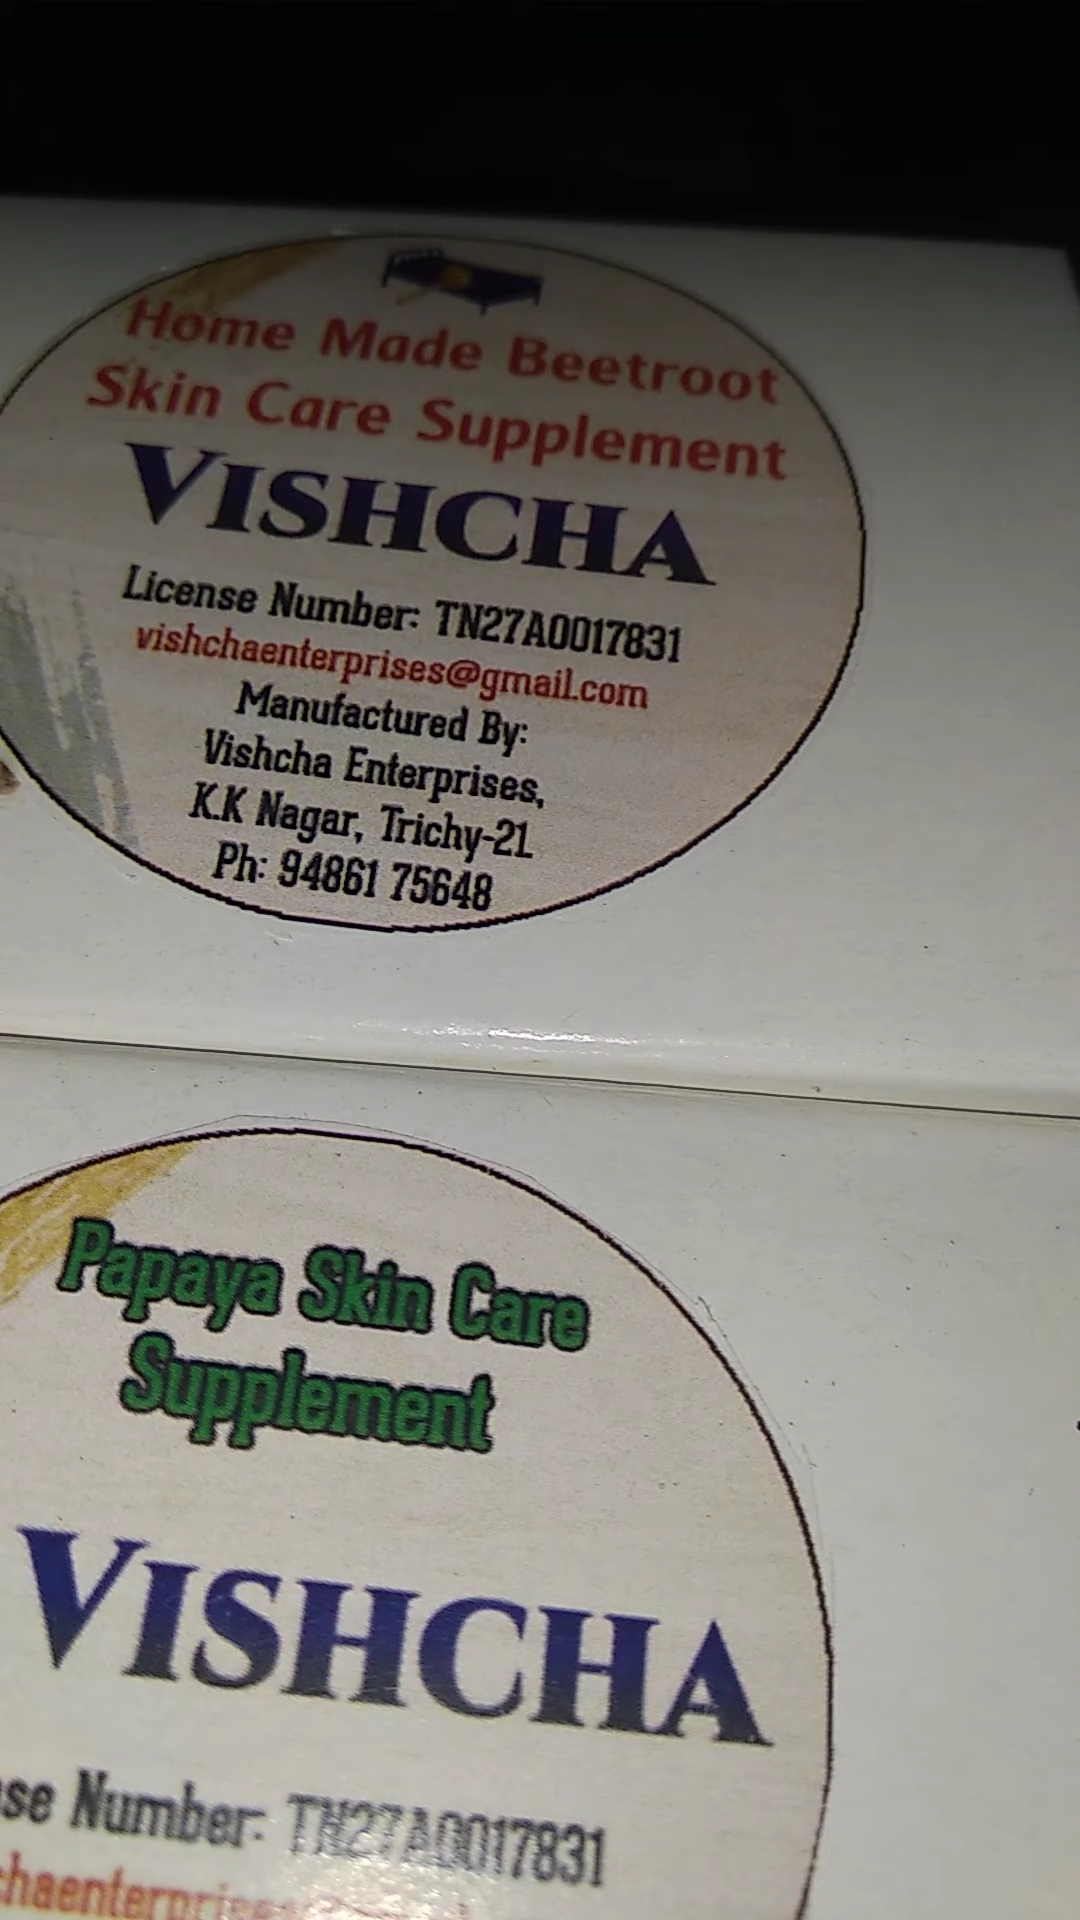 Home Made Beetroot
Skin Care Supplement
VISHCHA
License Number: TN27A0017831
vishchaenterprises@gmail.com
Manufactured By:
Vishcha Enterprises,
K.K Nagar, Trichy-21.
Ph: 94861 75648
Papaya Skin Care
Supplement
VISHCHA
Number: TN27A0017831